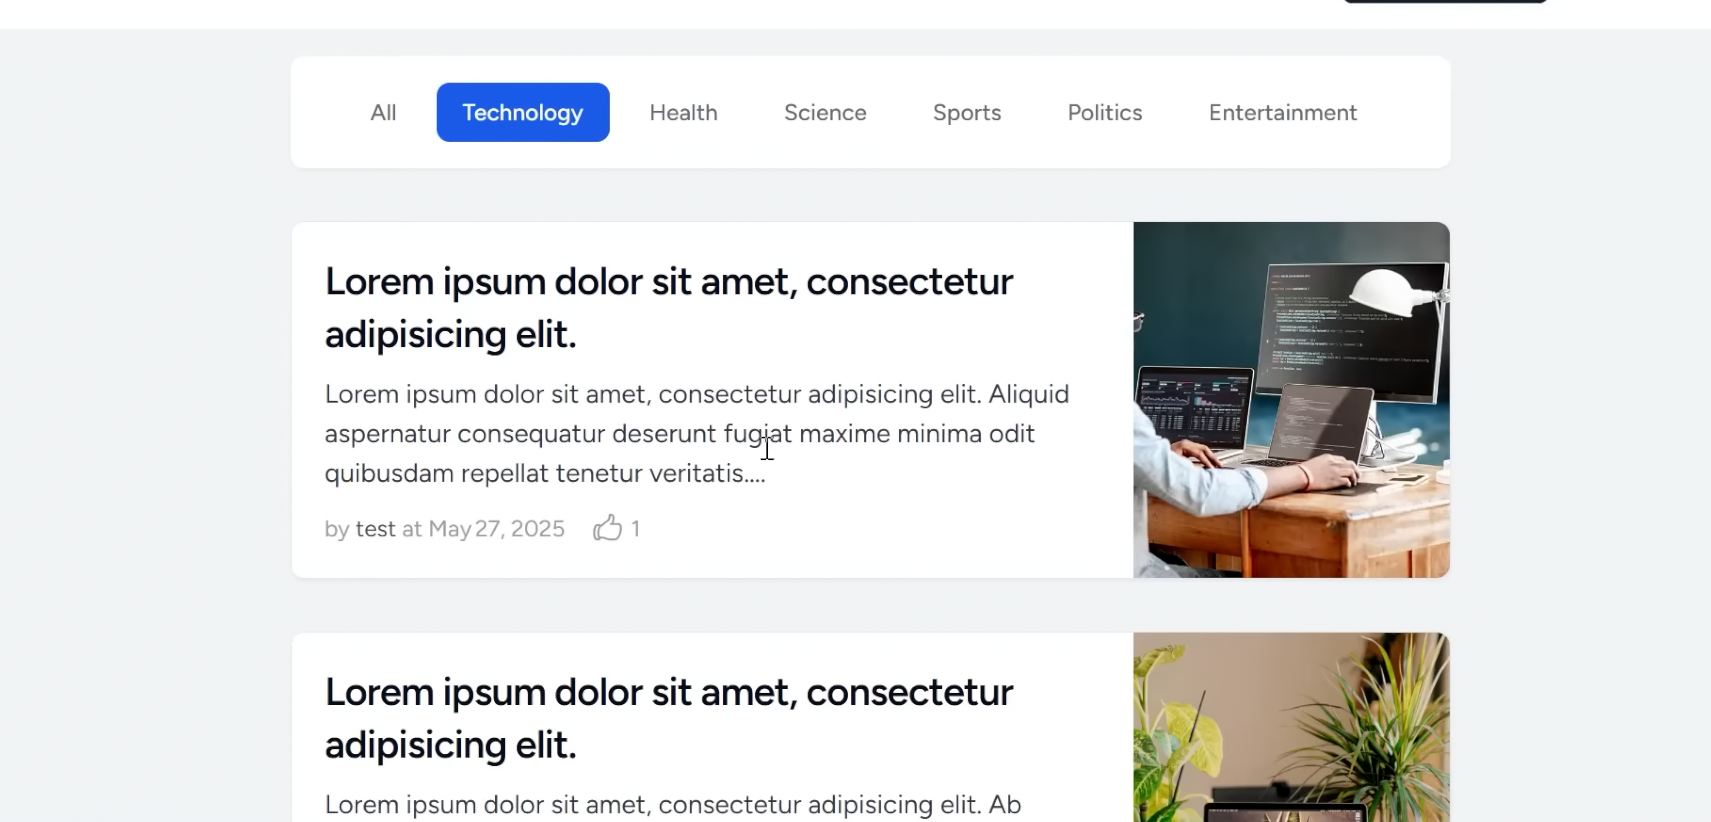 All Technology Health Science Sports Politics Entertainment
Lorem ipsum dolor sit amet, consectetur
adipisicing elit.
Lorem ipsum dolor sit amet, consectetur adipisicing elit. Aliquid
aspernatur consequatur deserunt fugiat maxime minima odit
quibusdam repellat tenetur veritatis....
by test at May 27, 2025 1
Lorem ipsum dolor sit amet, consectetur
adipisicing elit.
Lorem ipsum dolor sit amet, consectetur adipisicing elit. Ab